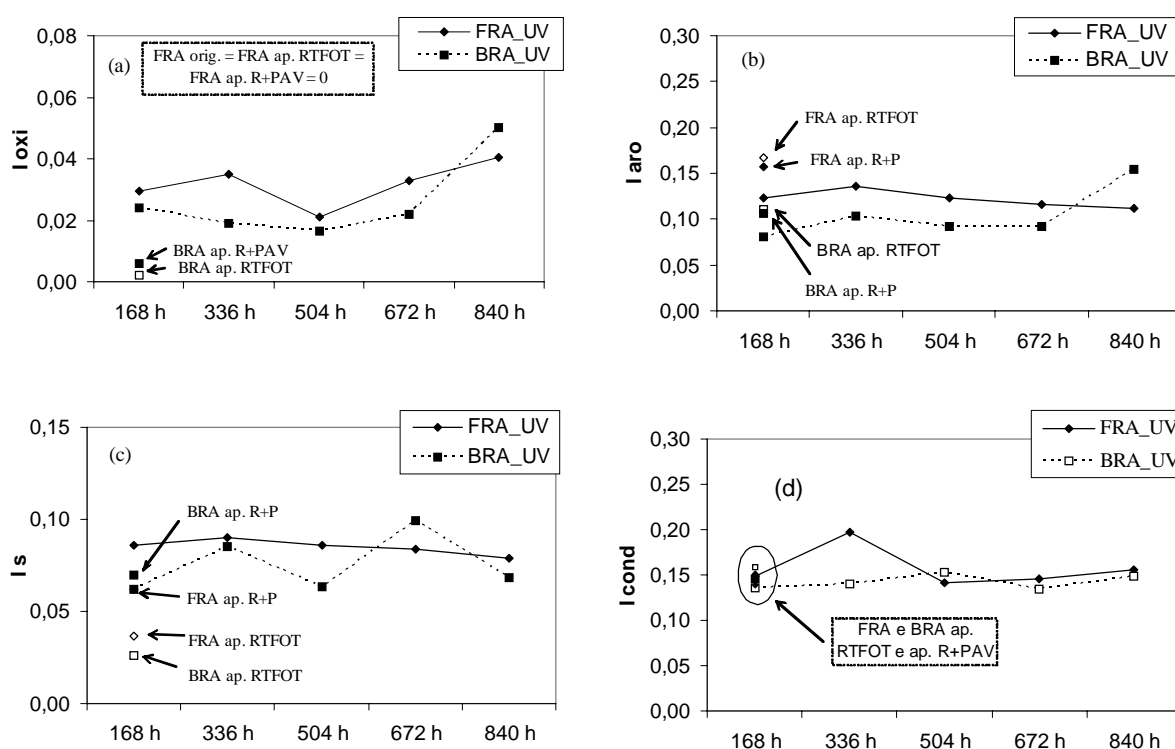 FRA_UV
BRA_UV
(a)
FRA orig. = FRA ap. RTFOT =
FRA ap. R+PAV = 0
0,08
0,06
0,04
0,02
0,00
I oxi
BRA ap. R+PAV
BRA ap. RTFOT
168 h
336 h
504 h
672 h
840 h
FRA_UV
BRA_UV
(b)
0,30
0,25
0,20
0,15
0,10
0,05
0,00
I aro
FRA ap. RTFOT
FRA ap. R+P
BRA ap. RTFOT
BRA ap. R+P
168 h
336 h
504 h
672 h
840 h
FRA_UV
BRA_UV
(c)
0,15
0,10
0,05
0,00
I s
BRA ap. R+P
FRA ap. R+P
FRA ap. RTFOT
BRA ap. RTFOT
168 h
336 h
504 h
672 h
840 h
FRA_UV
BRA_UV
(d)
0,30
0,25
0,20
0,15
0,10
0,05
0,00
I cond
FRA e BRA ap.
RTFOT e ap. R+PAV
168 h
336 h
504 h
672 h
840 h